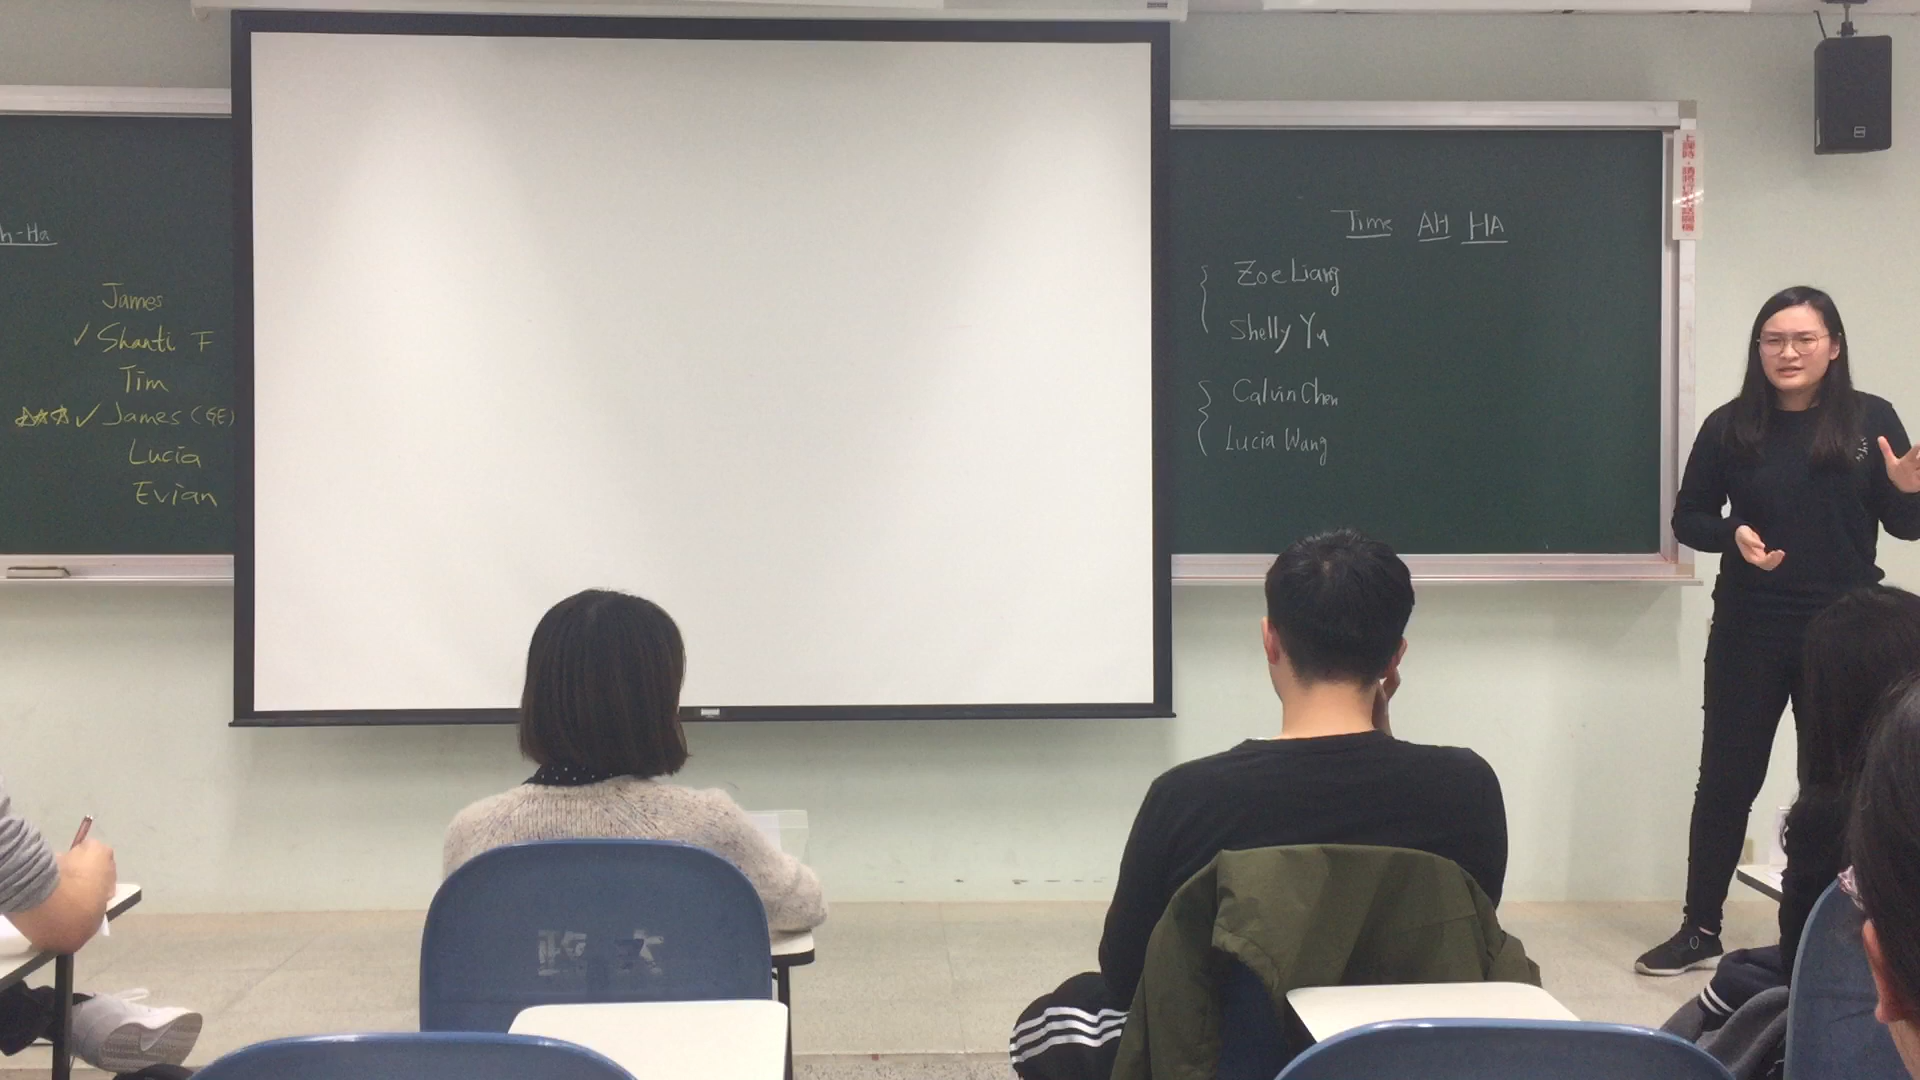 h-Ha
James
✓ Shanti F
Tim
☆☆☆ ✓ James (GE)
Lucia
Evian
Time AH HA
Zoe Liang
Shelly Yu
Calvin Chen
Lucia Wang